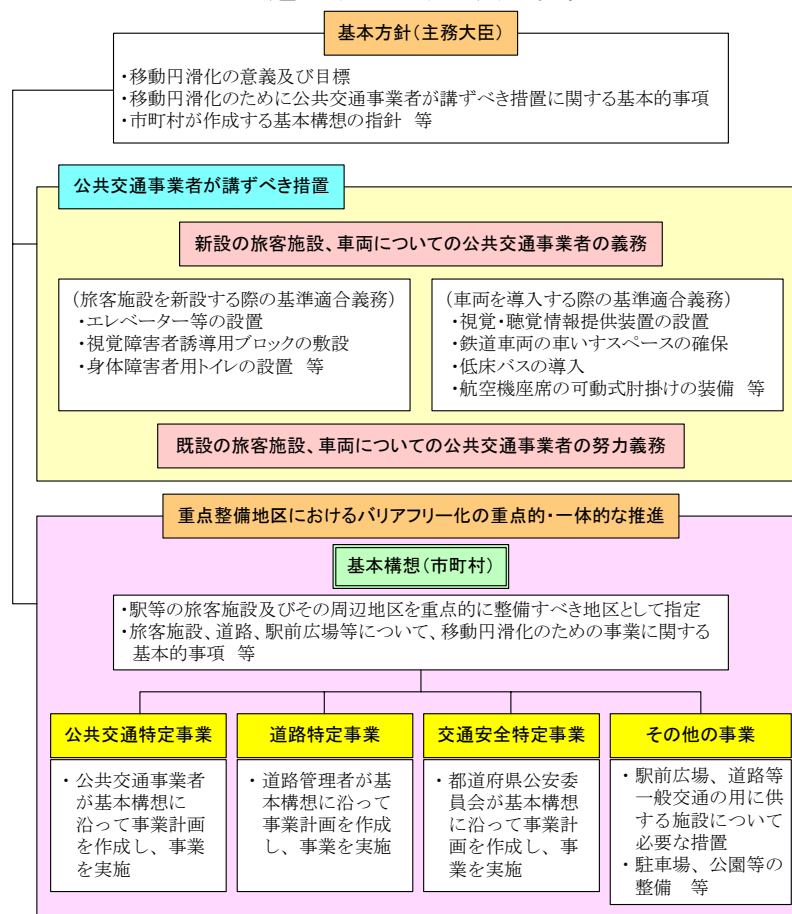 基本方針(主務大臣)
・移動円滑化の意義及び目標
・移動円滑化のために公共交通事業者が講ずべき措置に関する基本的事項
・市町村が作成する基本構想の指針 等
公共交通事業者が講ずべき措置
新設の旅客施設、車両についての公共交通事業者の義務
(旅客施設を新設する際の基準適合義務)
・エレベーター等の設置
・視覚障害者誘導用ブロックの敷設
・身体障害者用トイレの設置 等
(車両を導入する際の基準適合義務)
・視覚・聴覚情報提供装置の設置
・鉄道車両の車いすスペースの確保
・低床バスの導入
・航空機座席の可動式肘掛けの装備 等
既設の旅客施設、車両についての公共交通事業者の努力義務
重点整備地区におけるバリアフリー化の重点的・一体的な推進
基本構想(市町村)
・駅等の旅客施設及びその周辺地区を重点的に整備すべき地区として指定
・旅客施設、道路、駅前広場等について、移動円滑化のための事業に関する
基本的事項 等
公共交通特定事業
・公共交通事業者
が基本構想に
沿って事業計画
を作成し、事業
を実施
道路特定事業
・道路管理者が基
本構想に沿って
事業計画を作成
し、事業を実施
交通安全特定事業
・都道府県公安委
員会が基本構想
に沿って事業計
画を作成し、事
業を実施
その他の事業
・駅前広場、道路等
一般交通の用に供
する施設について
必要な措置
・駐車場、公園等の
整備 等